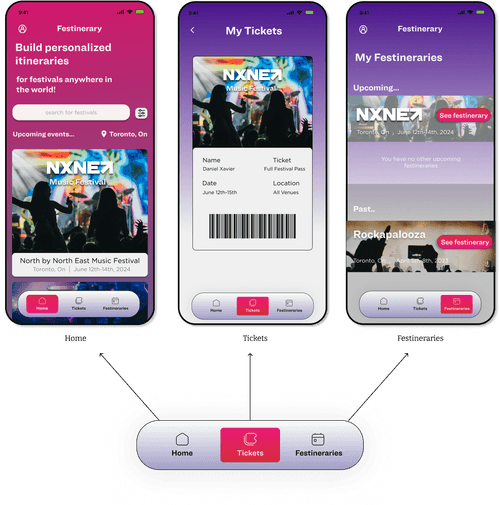 9:41
Festinerary
Build personalized
itineraries
for festivals anywhere in
the world!
search for festivals
Upcoming events...
Toronto, On
NXNE
Music Festival
North by North East Music Festival
Toronto, On | June 12th-14th, 2024
Home
Tickets
Festineraries
9:41
My Tickets
NXNE
Music Festival
Name
Ticket
Daniel Xavier
Full Festival Pass
Date
Location
June 12th-15th
All Venues
Home
Tickets
Festineraries
9:41
Festinerary
My Festineraries
Upcoming...
NXNE
See festinerary
Toronto, On | June 12th-14th, 2024
You have no other upcoming
festineraries
Past..
Rockapalooza
See festinerary
Toronto, On
2023
Home
Tickets
Festineraries
Home
Tickets
Festineraries
Home
Tickets
Festineraries